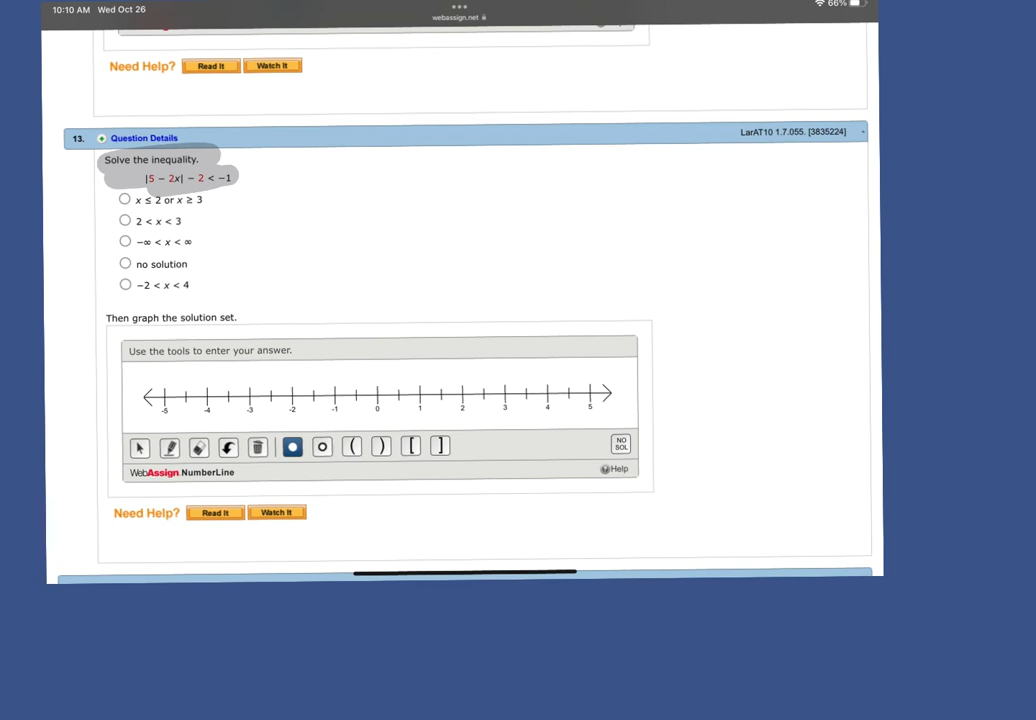 10:10 AM Wed Oct 26
66%
webassign.net
Need Help? Read It Watch It
13. Question Details LarAT10 1.7.055. [3835224]
Solve the inequality.
|5 − 2x| − 2 < −1
x ≤ 2 or x ≥ 3
2 < x < 3
−∞ < x < ∞
no solution
−2 < x < 4
Then graph the solution set.
Use the tools to enter your answer.
-5 -4 -3 -2 -1 0 1 2 3 4 5
( ) [ ] NO
SOL
WebAssign NumberLine Help
Need Help? Read It Watch It